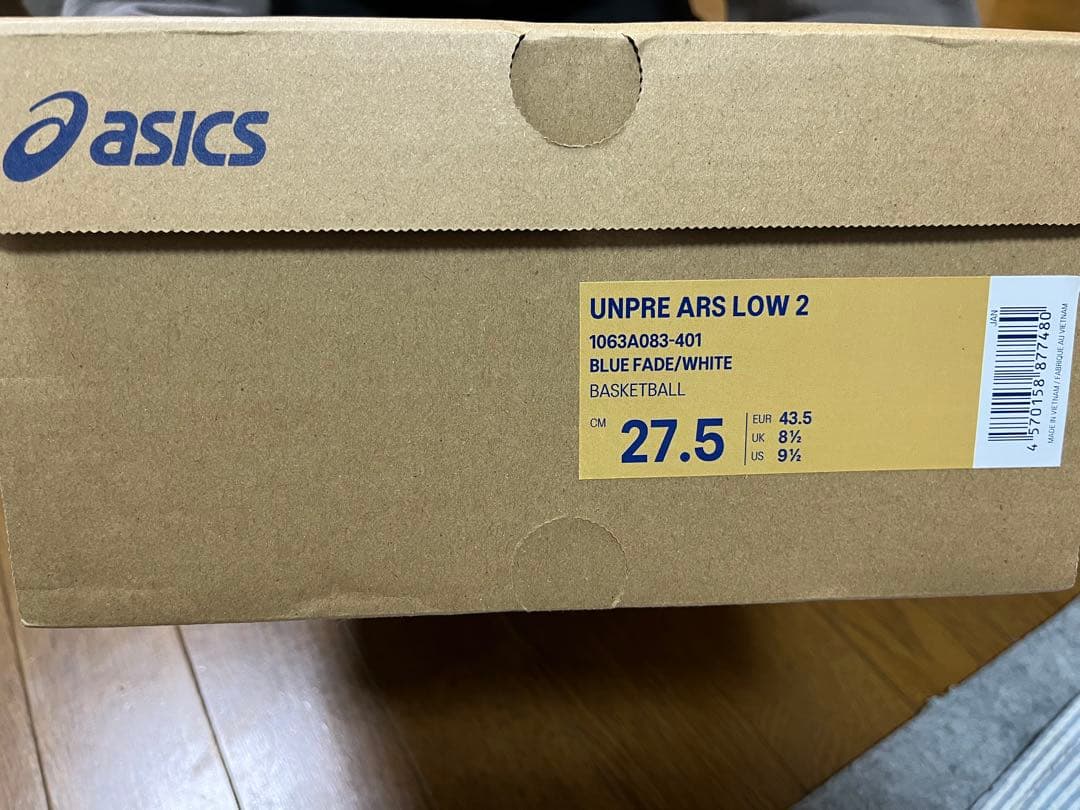 asics
UNPRE ARS LOW 2
1063A083-401
BLUE FADE/WHITE
BASKETBALL
CM 27.5
EUR 43.5
UK 8½
US 9½
JAN
4 570158 877480
MADE IN VIETNAM / FABRIQUE AU VIETNAM